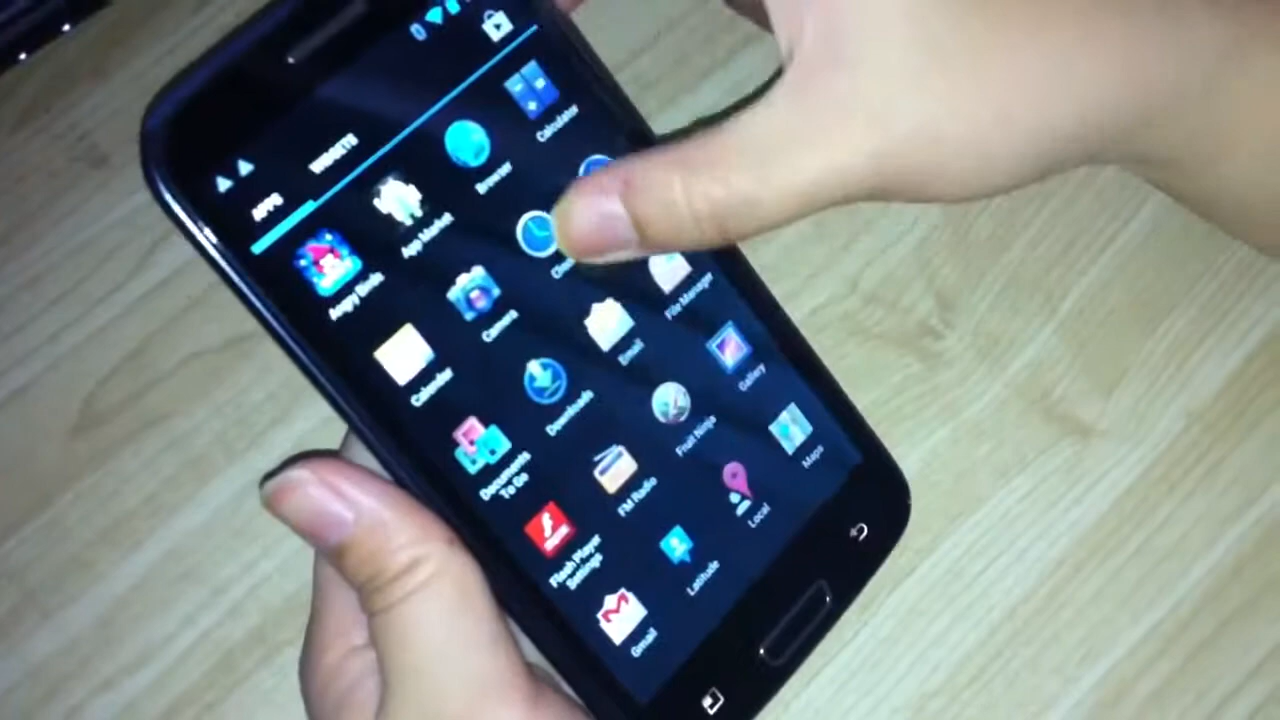 APPS
WIDGETS
Angry Birds
App Market
Browser
Calculator
Calendar
Camera
Documents
To Go
Downloads
Email
File Manager
Flash Player
Settings
FM Radio
Fruit Ninja
Gallery
Gmail
Latitude
Local
Maps